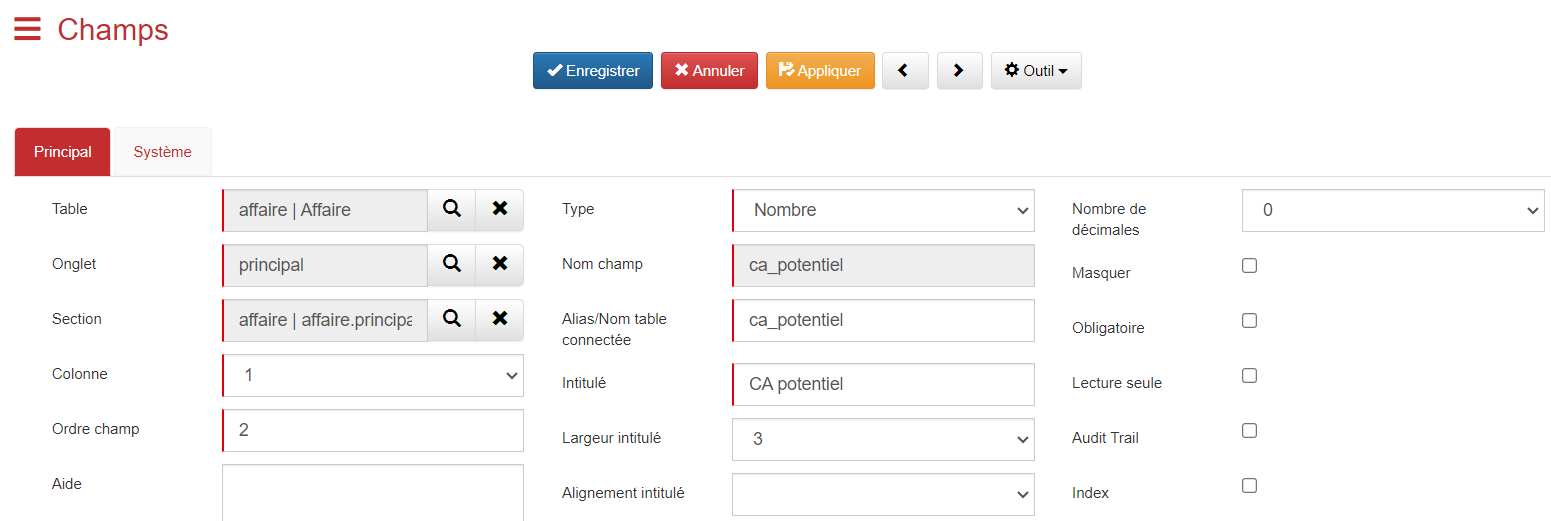 Champs
Enregistrer Annuler Appliquer Outil
Principal Système
Table affaire | Affaire
Onglet principal
Section affaire | affaire.principa
Colonne 1
Ordre champ 2
Aide
Type Nombre
Nom champ ca_potentiel
Alias/Nom table ca_potentiel
connectée
Intitulé CA potentiel
Largeur intitulé 3
Alignement intitulé
Nombre de 0
décimales
Masquer
Obligatoire
Lecture seule
Audit Trail
Index